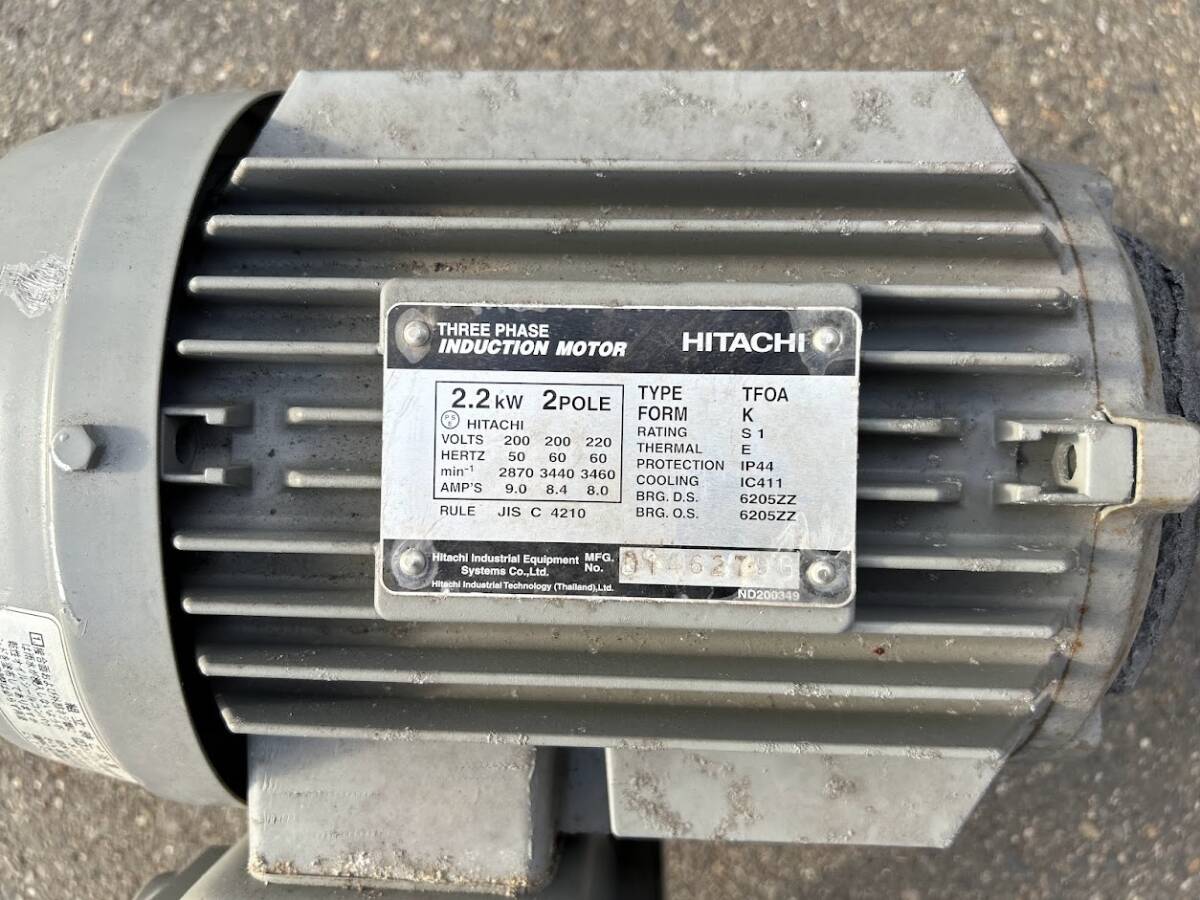 THREE PHASE
INDUCTION MOTOR HITACHI
2.2 kW 2POLE
PS
E HITACHI
VOLTS 200 200 220
HERTZ 50 60 60
min⁻¹ 2870 3440 3460
AMP'S 9.0 8.4 8.0
RULE JIS C 4210
TYPE TFOA
FORM K
RATING S 1
THERMAL E
PROTECTION IP44
COOLING IC411
BRG. D.S. 6205ZZ
BRG. O.S. 6205ZZ
Hitachi Industrial Equipment
Systems Co.,Ltd.
Hitachi Industrial Technology (Thailand),Ltd.
MFG.
No.
ND200349